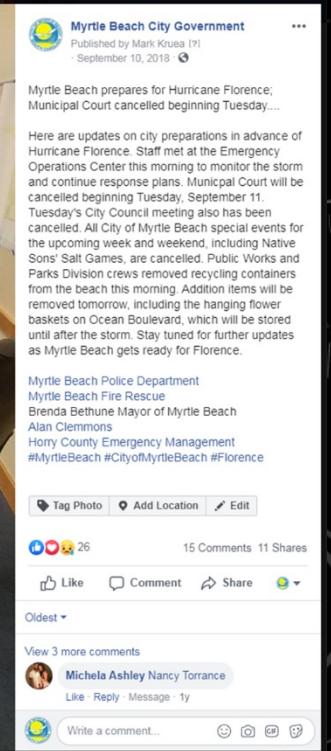 Myrtle Beach City Government
Published by Mark Kruea [?]
· September 10, 2018 ·
Myrtle Beach prepares for Hurricane Florence;
Municipal Court cancelled beginning Tuesday....
Here are updates on city preparations in advance of
Hurricane Florence. Staff met at the Emergency
Operations Center this morning to monitor the storm
and continue response plans. Municpal Court will be
cancelled beginning Tuesday, September 11.
Tuesday's City Council meeting also has been
cancelled. All City of Myrtle Beach special events for
the upcoming week and weekend, including Native
Sons' Salt Games, are cancelled. Public Works and
Parks Division crews removed recycling containers
from the beach this morning. Addition items will be
removed tomorrow, including the hanging flower
baskets on Ocean Boulevard, which will be stored
until after the storm. Stay tuned for further updates
as Myrtle Beach gets ready for Florence.
Myrtle Beach Police Department
Myrtle Beach Fire Rescue
Brenda Bethune Mayor of Myrtle Beach
Alan Clemmons
Horry County Emergency Management
#MyrtleBeach #CityofMyrtleBeach #Florence
Tag Photo Add Location Edit
26 15 Comments 11 Shares
Like Comment Share
Oldest
View 3 more comments
Michela Ashley Nancy Torrance
Like · Reply · Message · 1y
Write a comment...
GIF